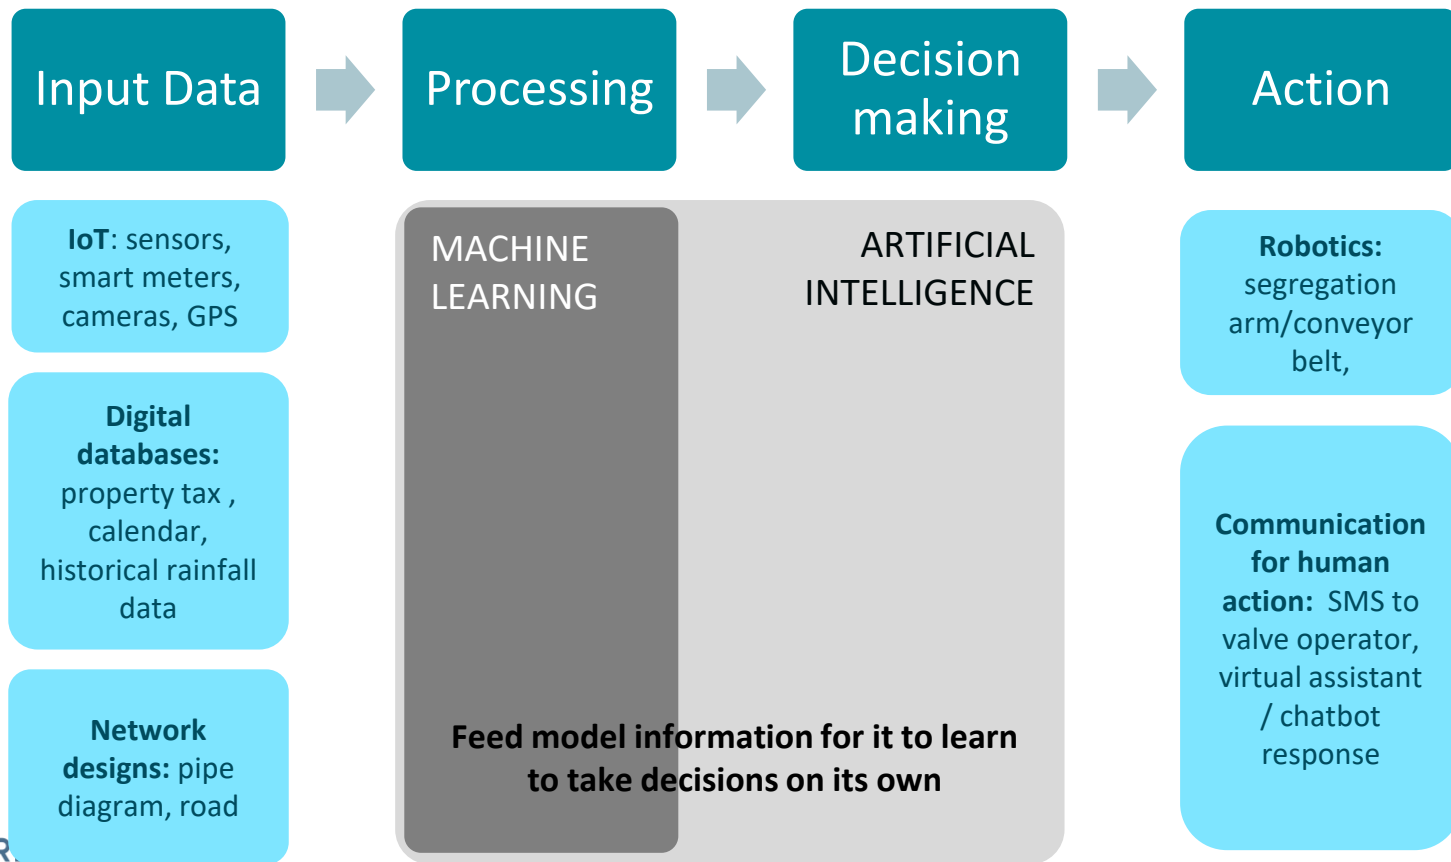 Input Data
Processing
Decision
making
Action
IoT: sensors,
smart meters,
cameras, GPS
Digital
databases:
property tax ,
calendar,
historical rainfall
data
Network
designs: pipe
diagram, road
MACHINE
LEARNING
ARTIFICIAL
INTELLIGENCE
Feed model information for it to learn
to take decisions on its own
Robotics:
segregation
arm/conveyor
belt,
Communication
for human
action: SMS to
valve operator,
virtual assistant
/ chatbot
response